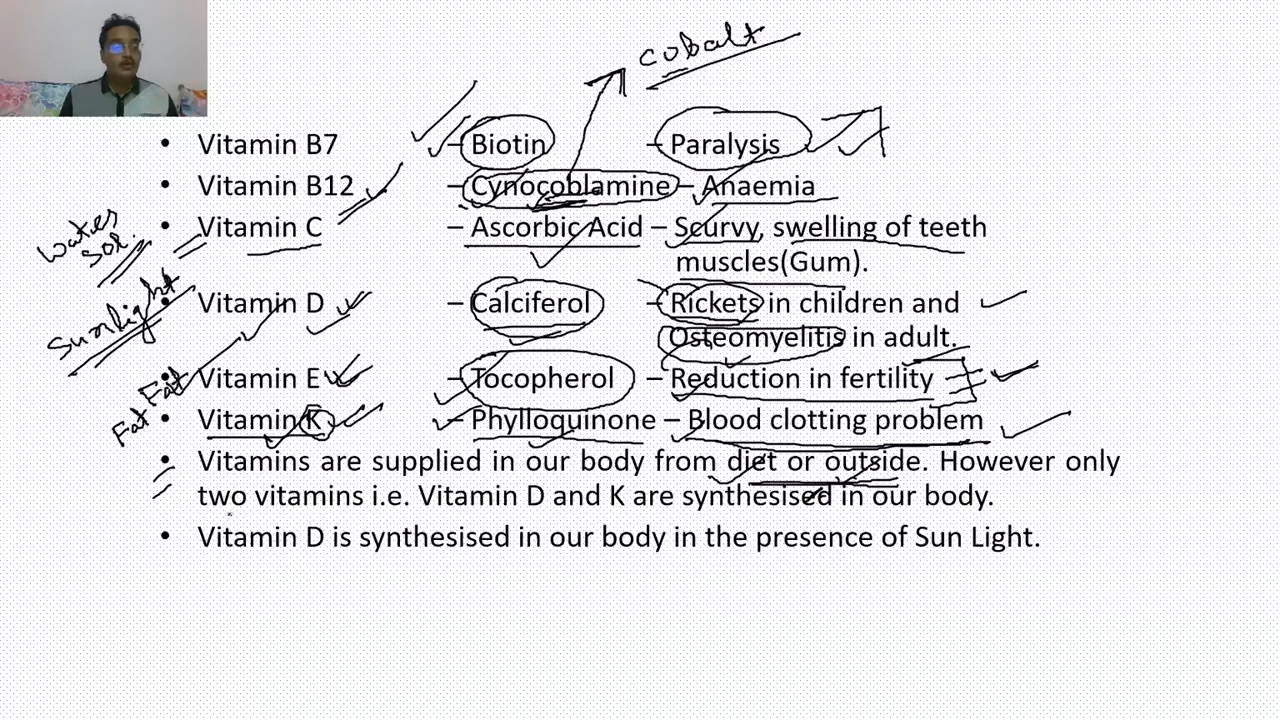 cobalt
• Vitamin B7 – Biotin – Paralysis
• Vitamin B12 – Cynocoblamine – Anaemia
• Vitamin C – Ascorbic Acid – Scurvy, swelling of teeth
muscles(Gum).
water
sol.
• Vitamin D – Calciferol – Rickets in children and
Osteomyelitis in adult.
Sunlight
• Vitamin E – Tocopherol – Reduction in fertility
Fat
• Vitamin K – Phylloquinone – Blood clotting problem
Fat
• Vitamins are supplied in our body from diet or outside. However only
two vitamins i.e. Vitamin D and K are synthesised in our body.
• Vitamin D is synthesised in our body in the presence of Sun Light.